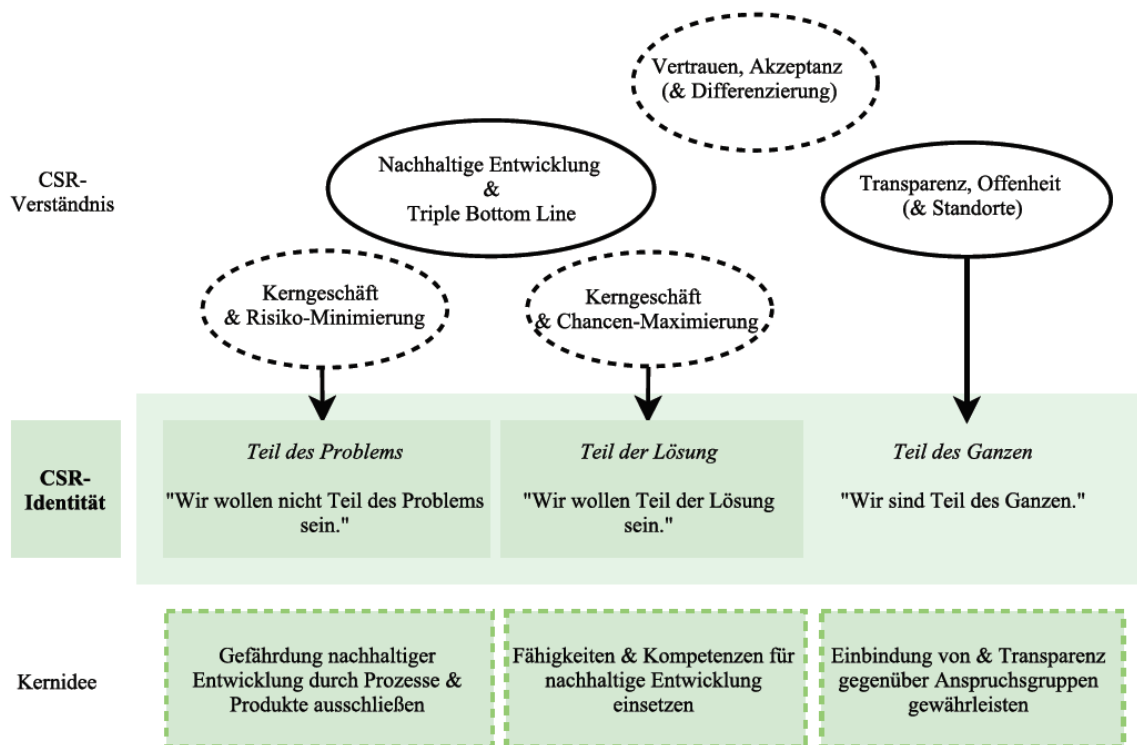 Vertrauen, Akzeptanz
(& Differenzierung)
CSR-
Verständnis
Nachhaltige Entwicklung
&
Triple Bottom Line
Transparenz, Offenheit
(& Standorte)
Kerngeschäft
& Risiko-Minimierung
Kerngeschäft
& Chancen-Maximierung
CSR-
Identität
Teil des Problems
"Wir wollen nicht Teil des Problems
sein."
Teil der Lösung
"Wir wollen Teil der Lösung
sein."
Teil des Ganzen
"Wir sind Teil des Ganzen."
Kernidee
Gefährdung nachhaltiger
Entwicklung durch Prozesse &
Produkte ausschließen
Fähigkeiten & Kompetenzen für
nachhaltige Entwicklung
einsetzen
Einbindung von & Transparenz
gegenüber Anspruchsgruppen
gewährleisten